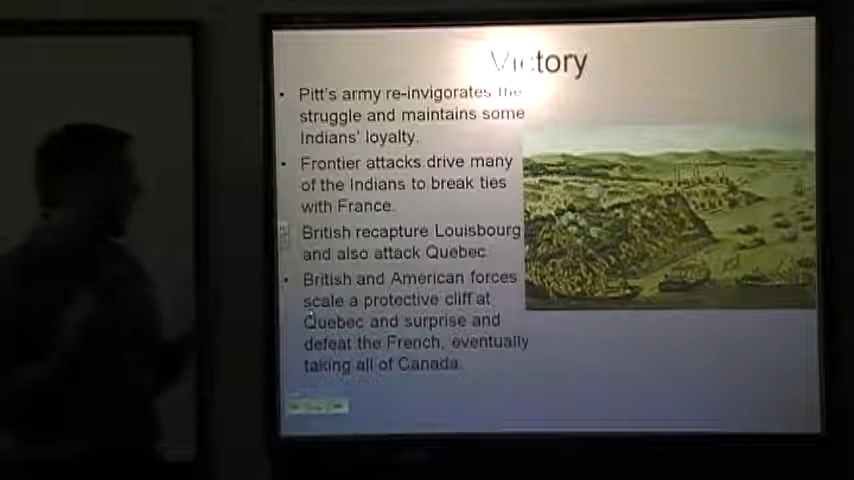 Victory
• Pitt's army re-invigorates the
struggle and maintains some
Indians' loyalty.
• Frontier attacks drive many
of the Indians to break ties
with France.
British recapture Louisbourg
and also attack Quebec
• British and American forces
scale a protective cliff at
Quebec and surprise and
defeat the French, eventually
taking all of Canada.